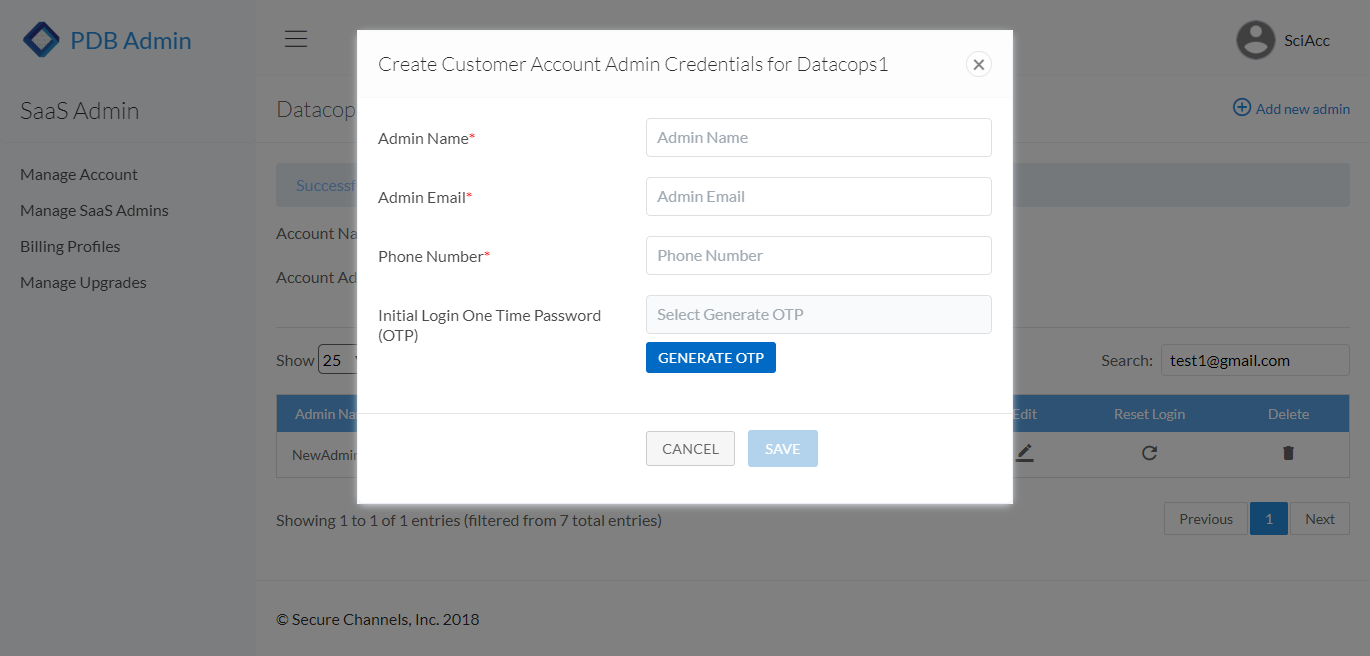 PDB Admin
SciAcc
Create Customer Account Admin Credentials for Datacops1
SaaS Admin
Datacop
Add new admin
Manage Account
Manage SaaS Admins
Billing Profiles
Manage Upgrades
Successf
Account Na
Account Ad
Admin Name*
Admin Name
Admin Email*
Admin Email
Phone Number*
Phone Number
Initial Login One Time Password
(OTP)
Select Generate OTP
GENERATE OTP
Show 25
Search: test1@gmail.com
Admin Na
Edit Reset Login Delete
NewAdmin
CANCEL SAVE
Showing 1 to 1 of 1 entries (filtered from 7 total entries)
Previous 1 Next
© Secure Channels, Inc. 2018